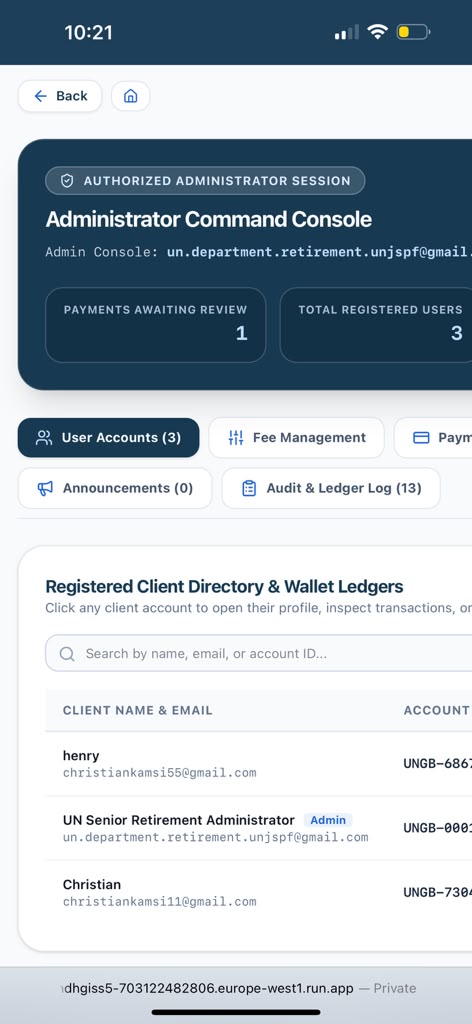 10:21
Back
AUTHORIZED ADMINISTRATOR SESSION
Administrator Command Console
Admin Console: un.department.retirement.unjspf@gmail.
PAYMENTS AWAITING REVIEW
1
TOTAL REGISTERED USERS
3
User Accounts (3)
Fee Management
Paym
Announcements (0)
Audit & Ledger Log (13)
Registered Client Directory & Wallet Ledgers
Click any client account to open their profile, inspect transactions, or
Search by name, email, or account ID...
CLIENT NAME & EMAIL
ACCOUNT
henry
christiankamsi55@gmail.com
UNGB-6867
UN Senior Retirement Administrator Admin
un.department.retirement.unjspf@gmail.com
UNGB-0001
Christian
christiankamsi11@gmail.com
UNGB-7304
dhgiss5-703122482806.europe-west1.run.app — Private